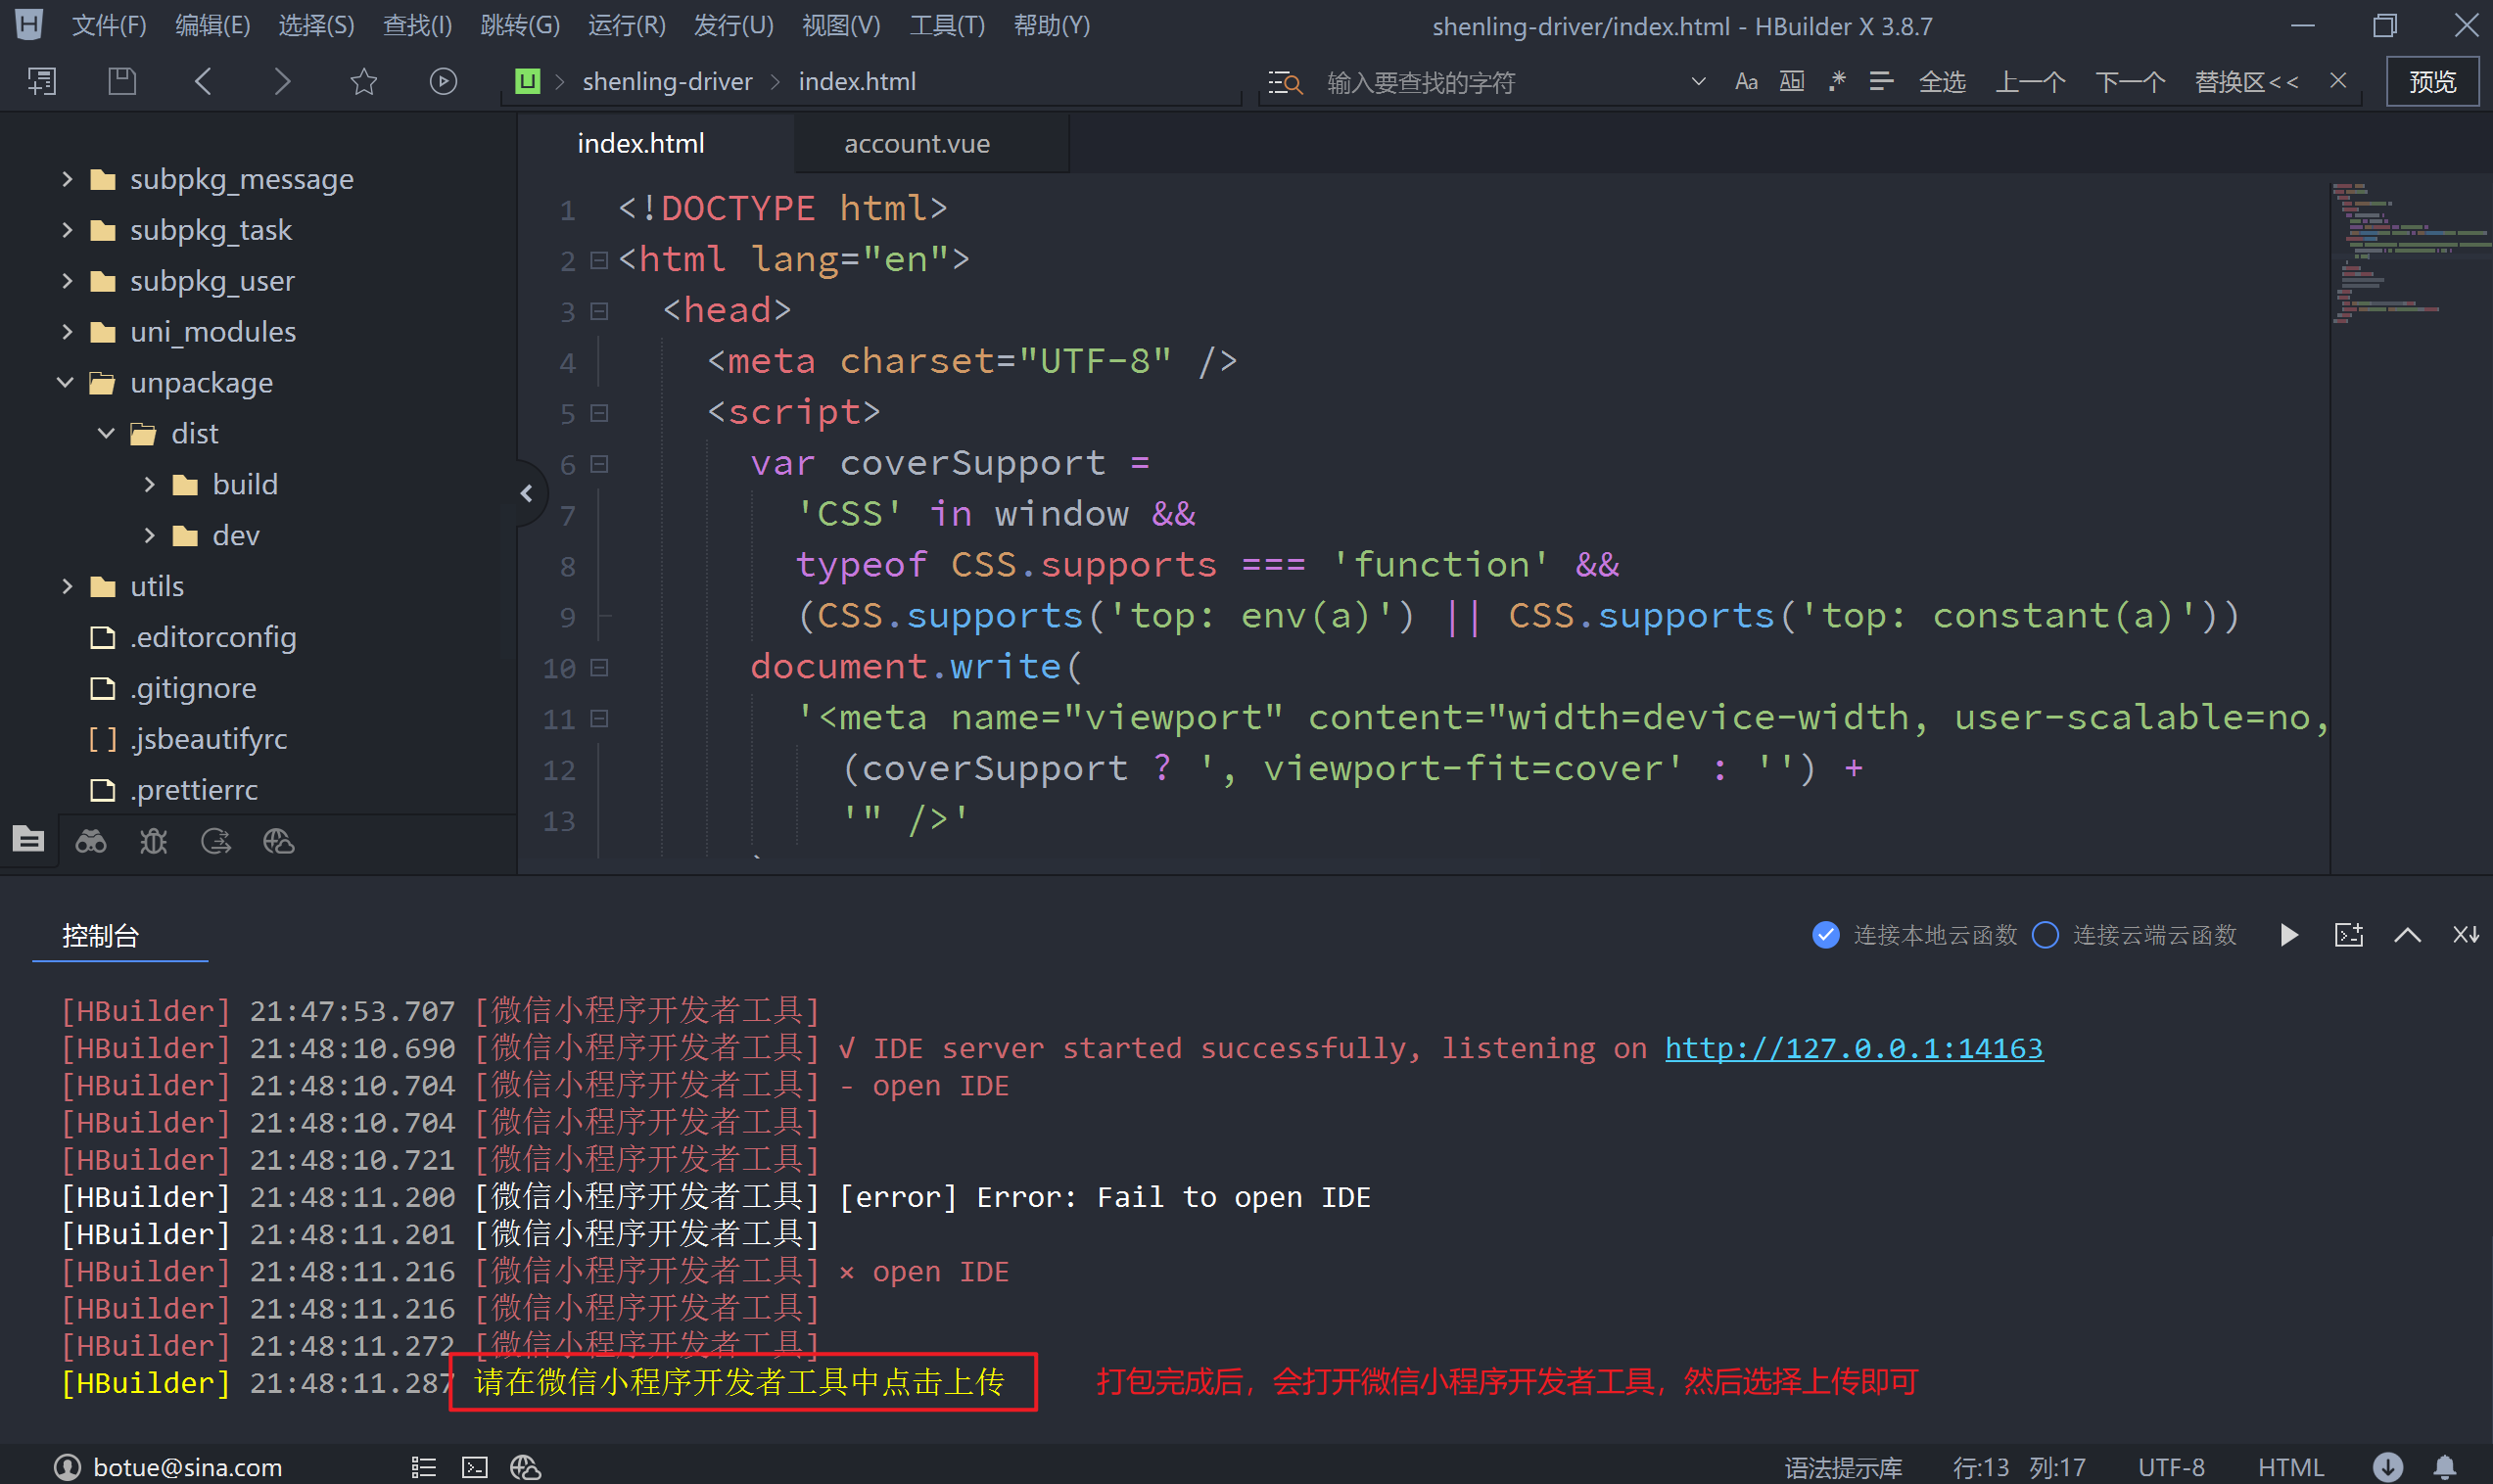 文件(F) 编辑(E) 选择(S) 查找(I) 跳转(G) 运行(R) 发行(U) 视图(V) 工具(T) 帮助(Y) shenling-driver/index.html - HBuilder X 3.8.7
shenling-driver index.html 输入要查找的字符 Aa Ab .* 全选 上一个 下一个 替换区<< 预览
index.html account.vue
subpkg_message
subpkg_task
subpkg_user
uni_modules
unpackage
dist
build
dev
utils
.editorconfig
.gitignore
[ ] .jsbeautifyrc
.prettierrc
1 <!DOCTYPE html>
2 <html lang="en">
3 <head>
4 <meta charset="UTF-8" />
5 <script>
6 var coverSupport =
7 'CSS' in window &&
8 typeof CSS.supports === 'function' &&
9 (CSS.supports('top: env(a)') || CSS.supports('top: constant(a)'))
10 document.write(
11 '<meta name="viewport" content="width=device-width, user-scalable=no,
12 (coverSupport ? ', viewport-fit=cover' : '') +
13 '" />'
控制台 连接本地云函数 连接云端云函数
[HBuilder] 21:47:53.707 [微信小程序开发者工具]
[HBuilder] 21:48:10.690 [微信小程序开发者工具] √ IDE server started successfully, listening on http://127.0.0.1:14163
[HBuilder] 21:48:10.704 [微信小程序开发者工具] - open IDE
[HBuilder] 21:48:10.704 [微信小程序开发者工具]
[HBuilder] 21:48:10.721 [微信小程序开发者工具]
[HBuilder] 21:48:11.200 [微信小程序开发者工具] [error] Error: Fail to open IDE
[HBuilder] 21:48:11.201 [微信小程序开发者工具]
[HBuilder] 21:48:11.216 [微信小程序开发者工具] × open IDE
[HBuilder] 21:48:11.216 [微信小程序开发者工具]
[HBuilder] 21:48:11.272 [微信小程序开发者工具]
[HBuilder] 21:48:11.287 请在微信小程序开发者工具中点击上传 打包完成后，会打开微信小程序开发者工具，然后选择上传即可
botue@sina.com 语法提示库 行:13 列:17 UTF-8 HTML